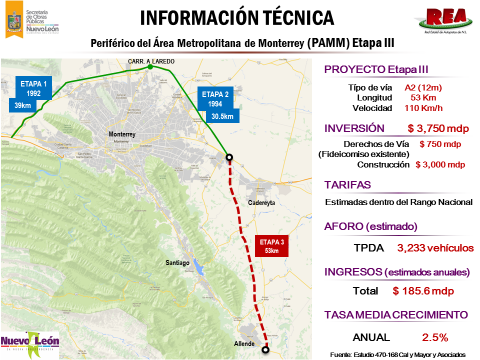 Secretaría
de Obras
Públicas
Nuevo León
INFORMACIÓN TÉCNICA
REA
Red Estatal de Autopistas de N.L.
Periférico del Área Metropolitana de Monterrey (PAMM) Etapa III
CARR. A LAREDO
ETAPA 1
1992
39km
ETAPA 2
1994
30.5km
Monterrey
Cadereyta
ETAPA 3
53km
Santiago
Allende
Nuevo León
PROYECTO Etapa III
Tipo de vía A2 (12m)
Longitud 53 Km
Velocidad 110 Km/h
INVERSIÓN $ 3,750 mdp
Derechos de Vía $ 750 mdp
(Fideicomiso existente)
Construcción $ 3,000 mdp
TARIFAS
Estimadas dentro del Rango Nacional
AFORO (estimado)
TPDA 3,233 vehículos
INGRESOS (estimados anuales)
Total $ 185.6 mdp
TASA MEDIA CRECIMIENTO
ANUAL 2.5%
Fuente: Estudio 470-168 Cal y Mayor y Asociados